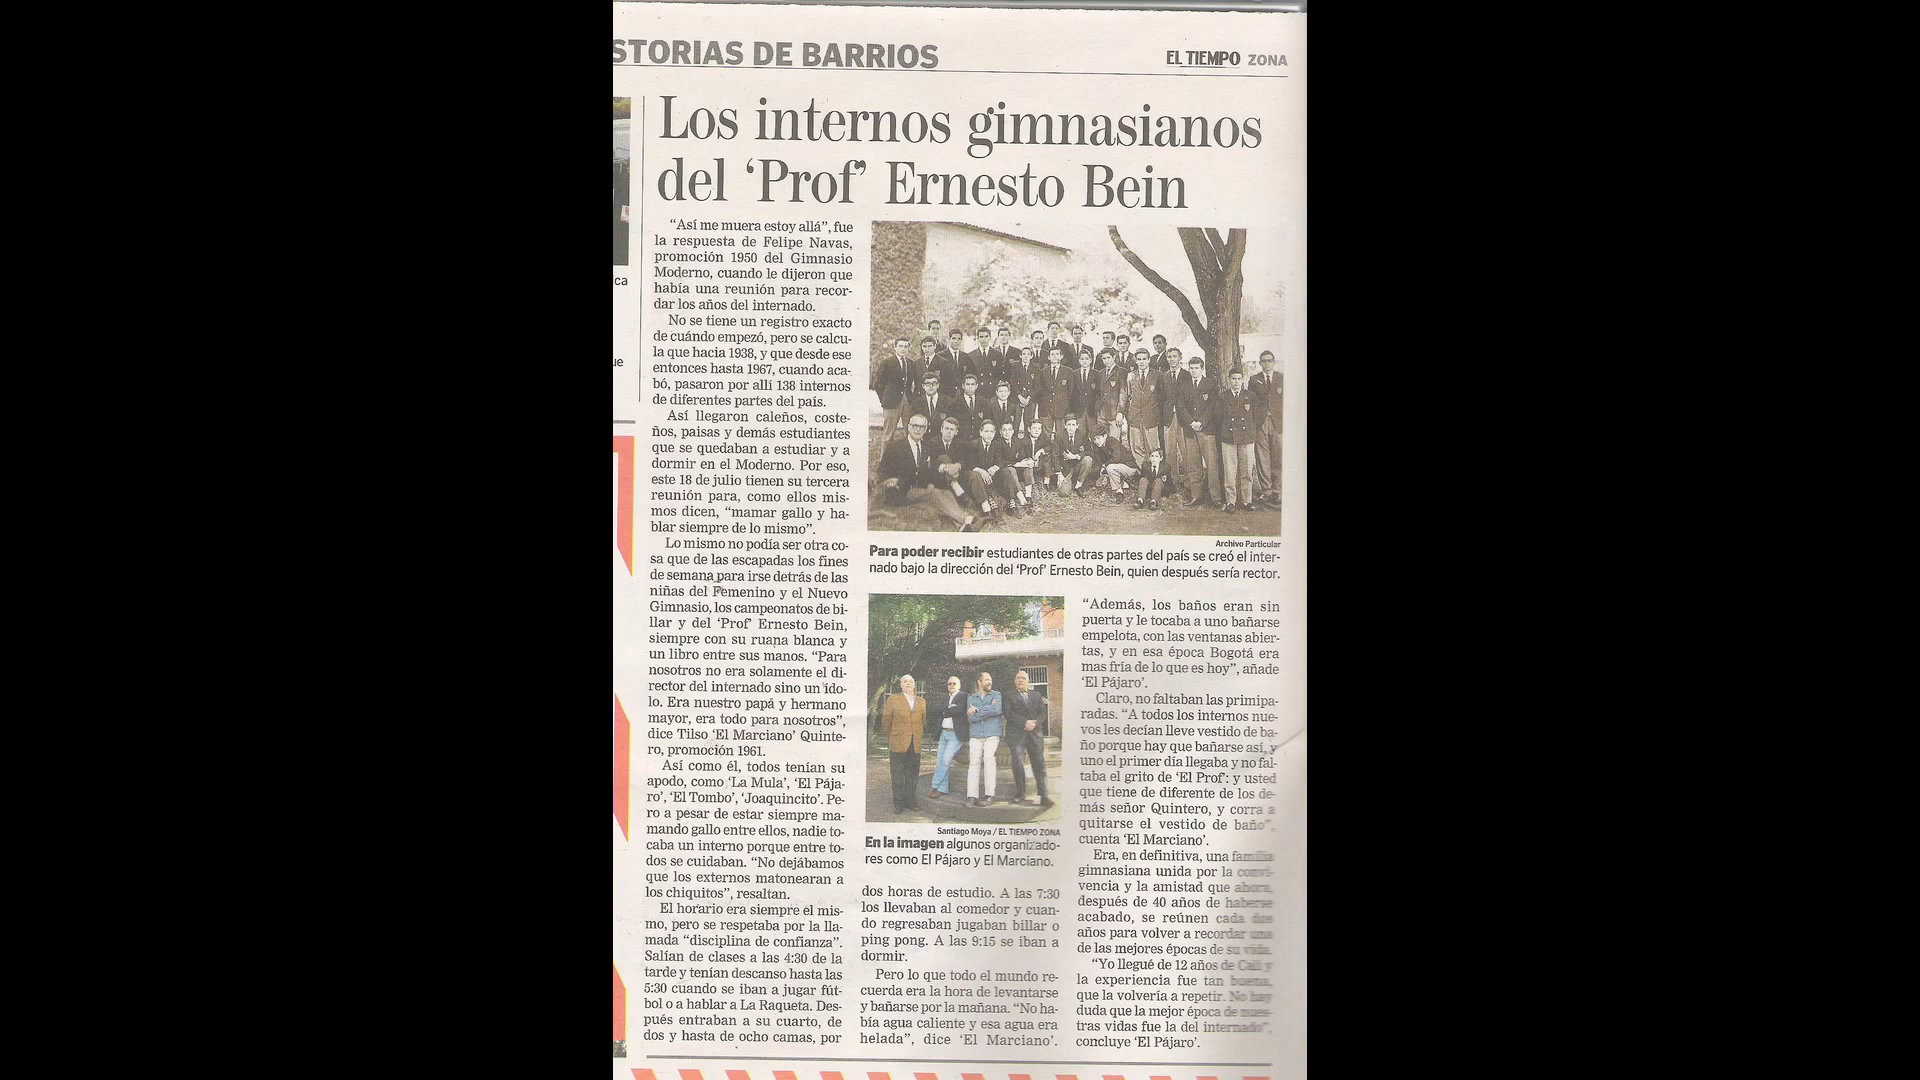 STORIAS DE BARRIOS
EL TIEMPO ZONA
Los internos gimnasianos
del ‘Prof’ Ernesto Bein
“Así me muera estoy allá”, fue
la respuesta de Felipe Navas,
promoción 1950 del Gimnasio
Moderno, cuando le dijeron que
había una reunión para recor-
dar los años del internado.
No se tiene un registro exacto
de cuándo empezó, pero se calcu-
la que hacia 1938, y que desde ese
entonces hasta 1967, cuando aca-
bó, pasaron por allí 138 internos
de diferentes partes del país.
Así llegaron caleños, coste-
ños, paisas y demás estudiantes
que se quedaban a estudiar y a
dormir en el Moderno. Por eso,
este 18 de julio tienen su tercera
reunión para, como ellos mis-
mos dicen, “mamar gallo y ha-
blar siempre de lo mismo”.
Lo mismo no podía ser otra co-
sa que de las escapadas los fines
de semana para irse detrás de las
niñas del Femenino y el Nuevo
Gimnasio, los campeonatos de bi-
llar y del ‘Prof’ Ernesto Bein,
siempre con su ruana blanca y
un libro entre sus manos. “Para
nosotros no era solamente el di-
rector del internado sino un ído-
lo. Era nuestro papá y hermano
mayor, era todo para nosotros”,
dice Tilso ‘El Marciano’ Quinte-
ro, promoción 1961.
Así como él, todos tenían su
apodo, como ‘La Mula’, ‘El Pája-
ro’, ‘El Tombo’, ‘Joaquincito’. Pe-
ro a pesar de estar siempre ma-
mando gallo entre ellos, nadie to-
caba un interno porque entre to-
dos se cuidaban. “No dejábamos
que los externos matonearan a
los chiquitos”, resaltan.
El horario era siempre el mis-
mo, pero se respetaba por la lla-
mada “disciplina de confianza”.
Salían de clases a las 4:30 de la
tarde y tenían descanso hasta las
5:30 cuando se iban a jugar fút-
bol o a hablar a La Raqueta. Des-
pués entraban a su cuarto, de
dos y hasta de ocho camas, por
Archivo Particular
Para poder recibir estudiantes de otras partes del país se creó el inter-
nado bajo la dirección del ‘Prof’ Ernesto Bein, quien después sería rector.
Santiago Moya / EL TIEMPO ZONA
En la imagen algunos organizado-
res como El Pájaro y El Marciano.
dos horas de estudio. A las 7:30
los llevaban al comedor y cuan-
do regresaban jugaban billar o
ping pong. A las 9:15 se iban a
dormir.
Pero lo que todo el mundo re-
cuerda era la hora de levantarse
y bañarse por la mañana. “No ha-
bía agua caliente y esa agua era
helada”, dice ‘El Marciano’.
“Además, los baños eran sin
puerta y le tocaba a uno bañarse
empelota, con las ventanas abier-
tas, y en esa época Bogotá era
mas fría de lo que es hoy”, añade
‘El Pájaro’.
Claro, no faltaban las primipa-
radas. “A todos los internos nue-
vos les decían lleve vestido de ba-
ño porque hay que bañarse así, y
uno el primer día llegaba y no fal-
taba el grito de ‘El Prof’: y usted
que tiene de diferente de los de-
más señor Quintero, y corra a
quitarse el vestido de baño”,
cuenta ‘El Marciano’.
Era, en definitiva, una familia
gimnasiana unida por la convi-
vencia y la amistad que ahora,
después de 40 años de haberse
acabado, se reúnen cada dos
años para volver a recordar una
de las mejores épocas de su vida.
“Yo llegué de 12 años de Cali y
la experiencia fue tan buena,
que la volvería a repetir. No hay
duda que la mejor época de nues-
tras vidas fue la del internado”,
concluye ‘El Pájaro’.
ca
ue